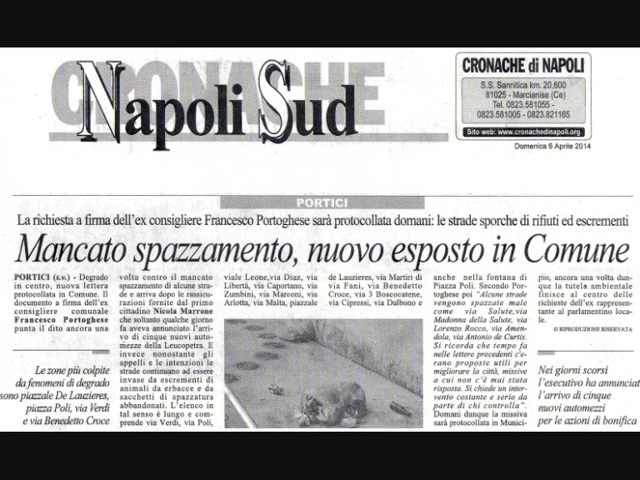 CRONACHE
Napoli Sud
CRONACHE di NAPOLI
S.S. Sannitica km. 20,600
81025 - Marcianise (Ce)
Tel. 0823.581055 -
0823.581005 - 0823.821165
Sito web: www.cronachedinapoli.org
Domenica 6 Aprile 2014
PORTICI
La richiesta a firma dell'ex consigliere Francesco Portoghese sarà protocollata domani: le strade sporche di rifiuti ed escrementi
Mancato spazzamento, nuovo esposto in Comune
PORTICI (s.v.) - Degrado
in centro, nuova lettera
protocollata in Comune. Il
documento a firma dell'ex
consigliere comunale
Francesco Portoghese
punta il dito ancora una
Le zone più colpite
da fenomeni di degrado
sono piazzale De Lauzieres,
piazza Poli, via Verdi
e via Benedetto Croce
volta contro il mancato
spazzamento di alcune stra-
de e arriva dopo le rassicu-
razioni fornite dal primo
cittadino Nicola Marrone
che soltanto qualche giorno
fa aveva annunciato l'arrivo
di cinque nuovi auto-
mezzi della Leucopetra. E
invece nonostante gli
appelli e le intenzioni le
strade continuano ad essere
invase da escrementi di
animali da erbacce e da
sacchetti di spazzatura
abbandonati. L'elenco in
tal senso è lungo e com-
prende via Verdi, via Poli,
viale Leone, via Diaz, via
Libertà, via Caportano, via
Zumbini, via Marconi, via
Arlotta, via Malta, piazzale
de Lauzieres, via Martiri di
via Fani, via Benedetto
Croce, via 3 Boscocatene,
via Cipressi, via Dalbono e
anche nella fontana di
Piazza Poli. Secondo Por-
toghese poi "Alcune strade
vengono spazzate male
come via Salute, via
Madonna della Salute, via
Lorenzo Rocco, via Amen-
dola, via Antonio de Curtis.
Si ricorda che tempo fa
nelle lettere precedenti c'era-
no proposte utili per
migliorare la città, missive
a cui non c'è mai stata
risposta. Si chiede un inter-
vento costante e serio da
parte di chi controlla".
Domani dunque la missiva
sarà protocollata in Munici-
pio, ancora una volta dun-
que la tutela ambientale
finisce al centro delle
richieste dell'ex rappresen-
tante al parlamentino loca-
le.
© RIPRODUZIONE RISERVATA
Nei giorni scorsi
l'esecutivo ha annunciat
l'arrivo di cinque
nuovi automezzi
per le azioni di bonifica